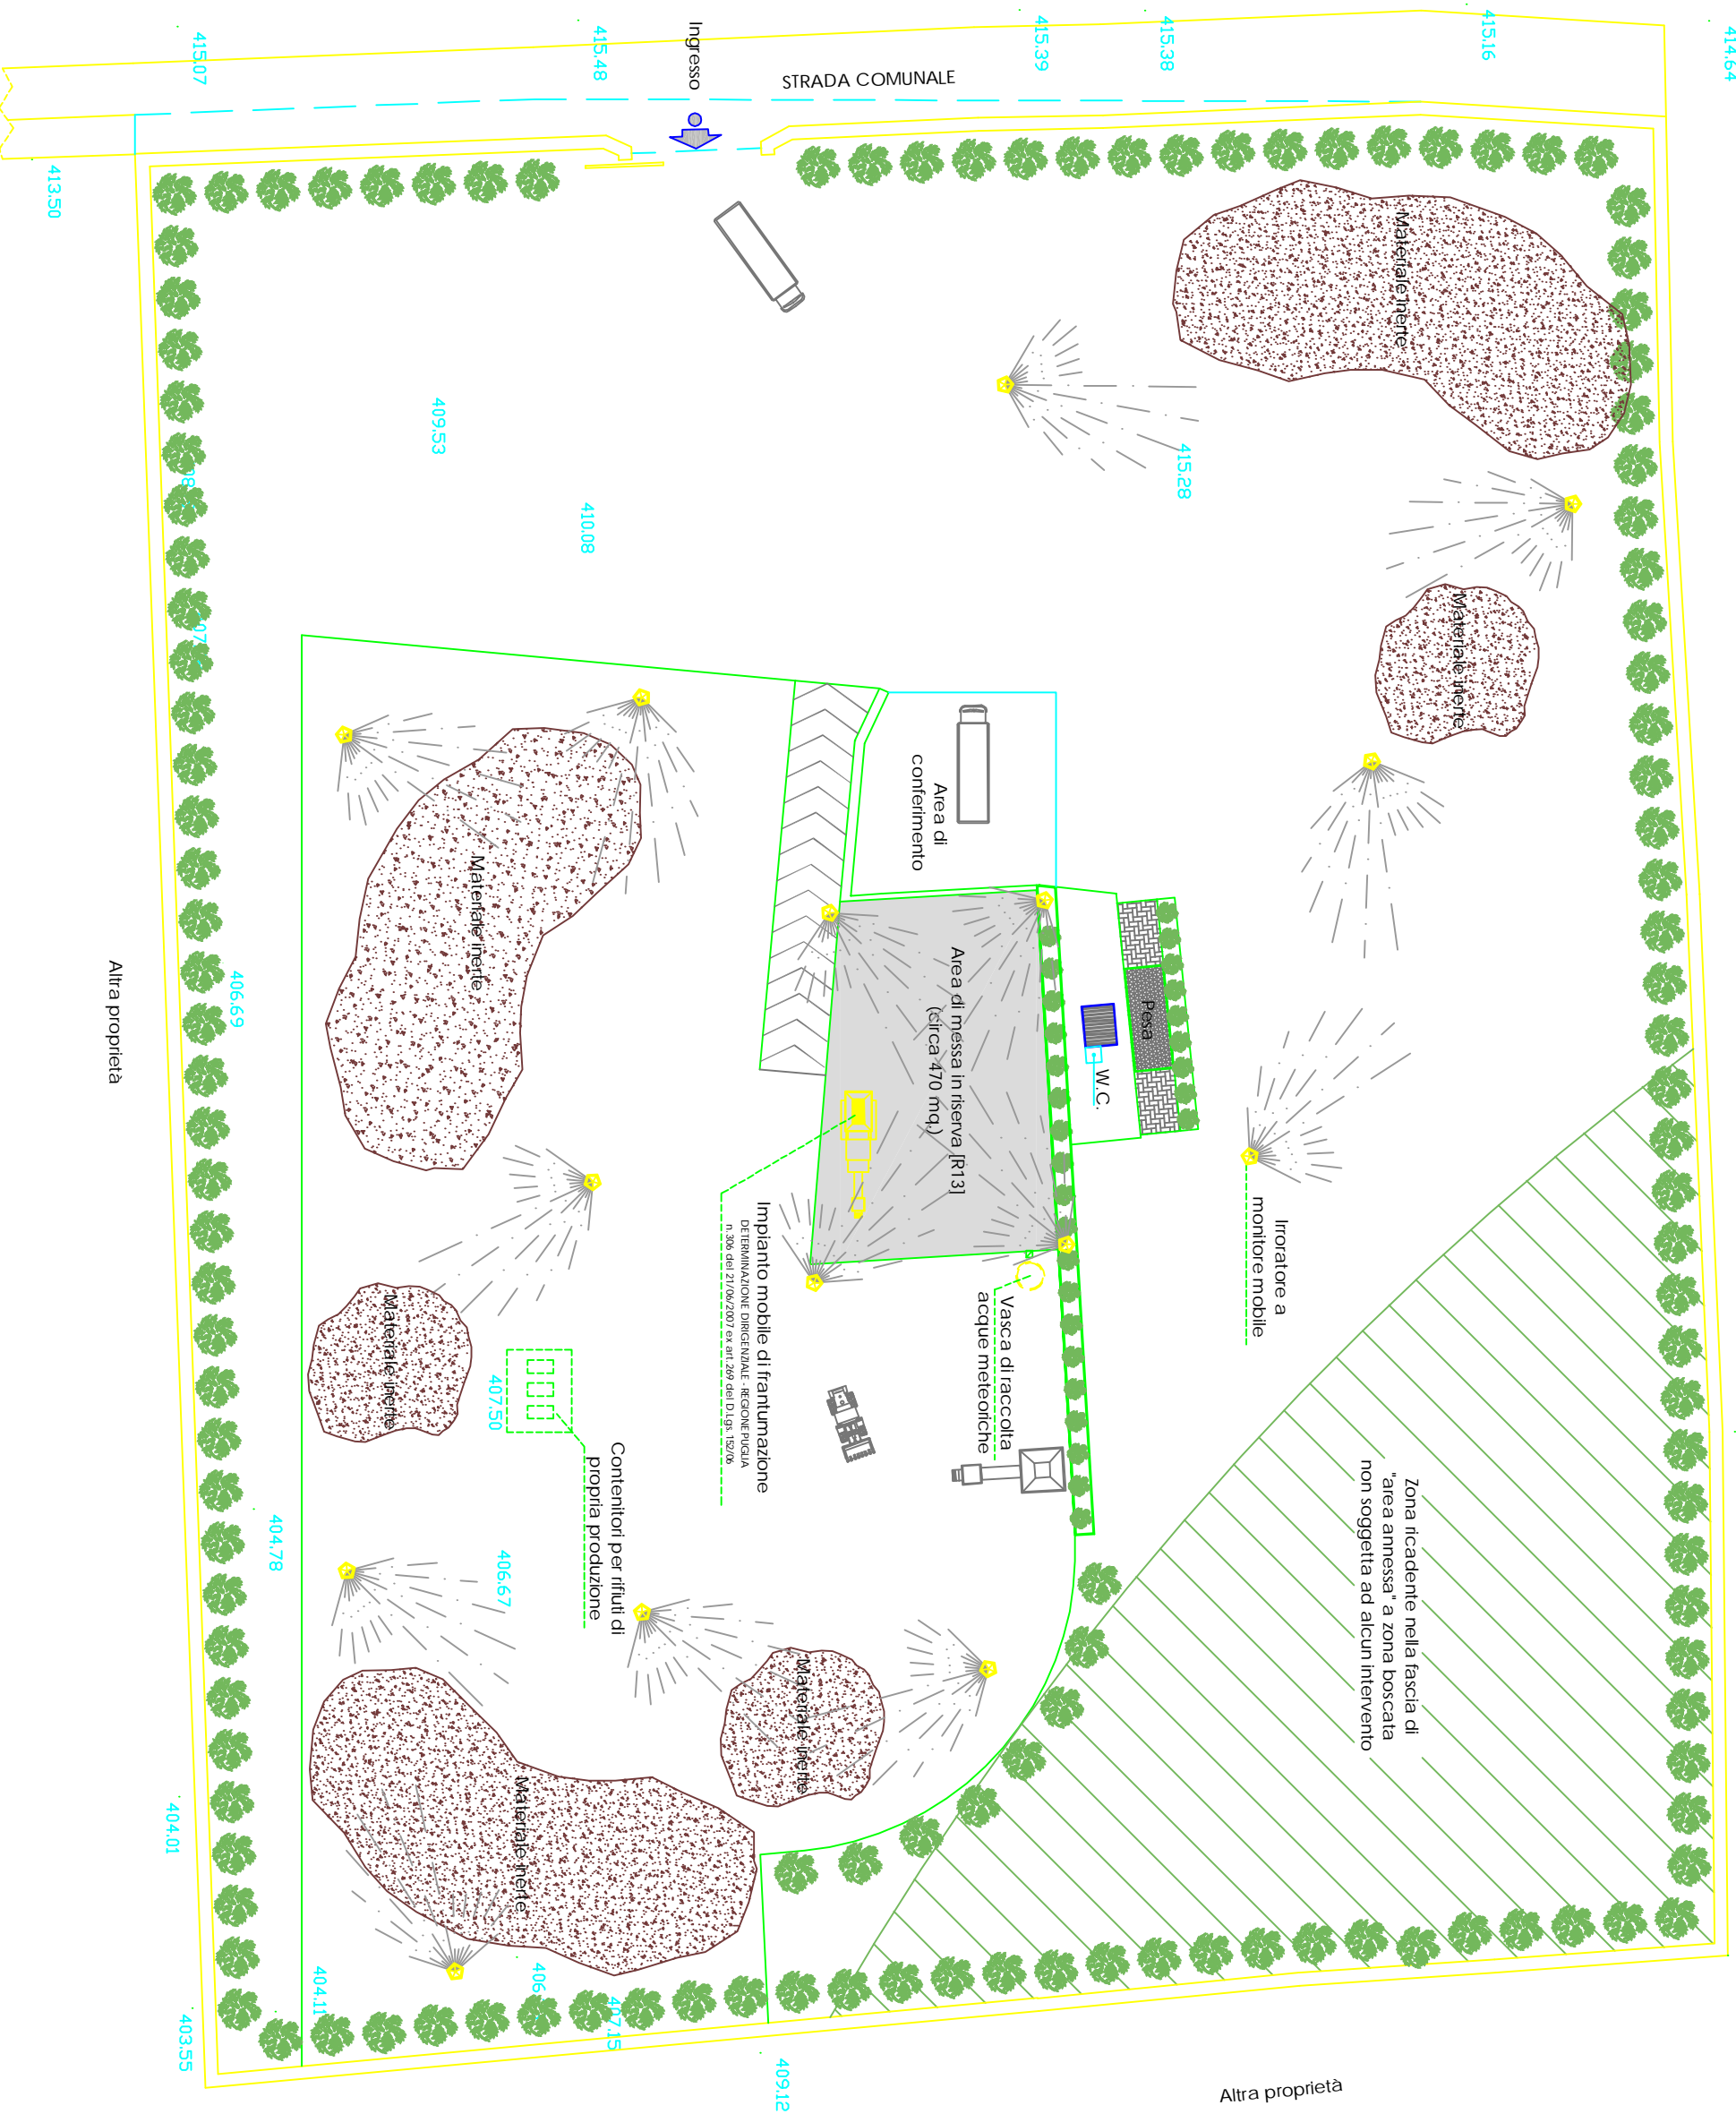 STRADA COMUNALE
Ingresso
415.07
415.48
415.39
415.38
415.16
414.64
413.50
Materiale inerte
409.53
410.08
415.28
Materiale inerte
Area di
conferimento
Materiale inerte
Area di messa in riserva [R13]
(circa 470 mq.)
Pesa
W.C.
Altra proprietà
406.69
Irroratore a
monitore mobile
Impianto mobile di frantumazione
DETERMINAZIONE DIRIGENZIALE - REGIONE PUGLIA
n.306 del 21/06/2007 ex art.269 del D.Lgs. 152/06
Vasca di raccolta
acque meteoriche
Materiale inerte
407.50
Contenitori per rifiuti di
propria produzione
Zona ricadente nella fascia di
"area annessa" a zona boscata
non soggetta ad alcun intervento
404.78
406.67
Materiale inerte
Materiale inerte
404.01
404.11
406
407.15
403.55
409.12
Altra proprietà